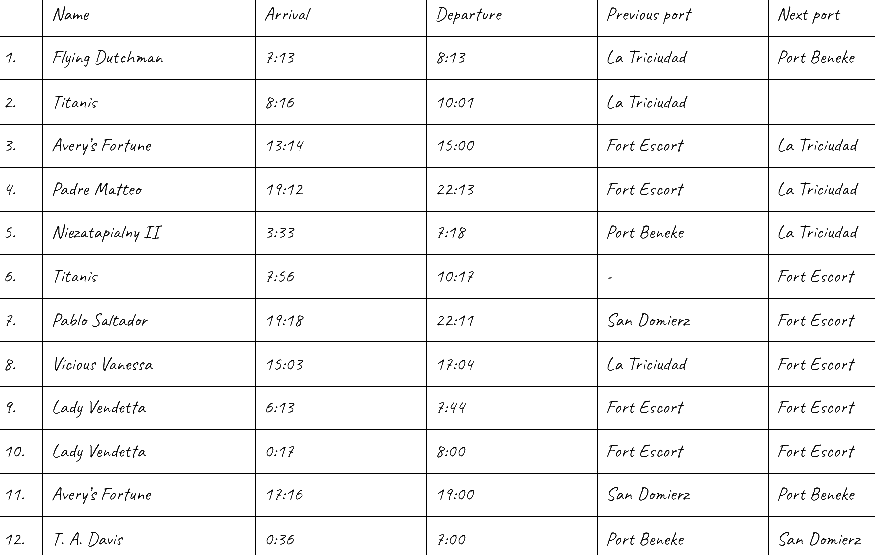 Name Arrival Departure Previous port Next port
1. Flying Dutchman 7:13 8:13 La Triciudad Port Beneke
2. Titanis 8:16 10:01 La Triciudad
3. Avery's Fortune 13:14 15:00 Fort Escort La Triciudad
4. Padre Matteo 19:12 22:13 Fort Escort La Triciudad
5. Niezatapialny II 3:33 7:18 Port Beneke La Triciudad
6. Titanis 7:56 10:17 - Fort Escort
7. Pablo Saltador 19:18 22:11 San Domierz Fort Escort
8. Vicious Vanessa 15:03 17:04 La Triciudad Fort Escort
9. Lady Vendetta 6:13 7:44 Fort Escort Fort Escort
10. Lady Vendetta 0:17 8:00 Fort Escort Fort Escort
11. Avery's Fortune 17:16 19:00 San Domierz Port Beneke
12. T. A. Davis 0:36 7:00 Port Beneke San Domierz